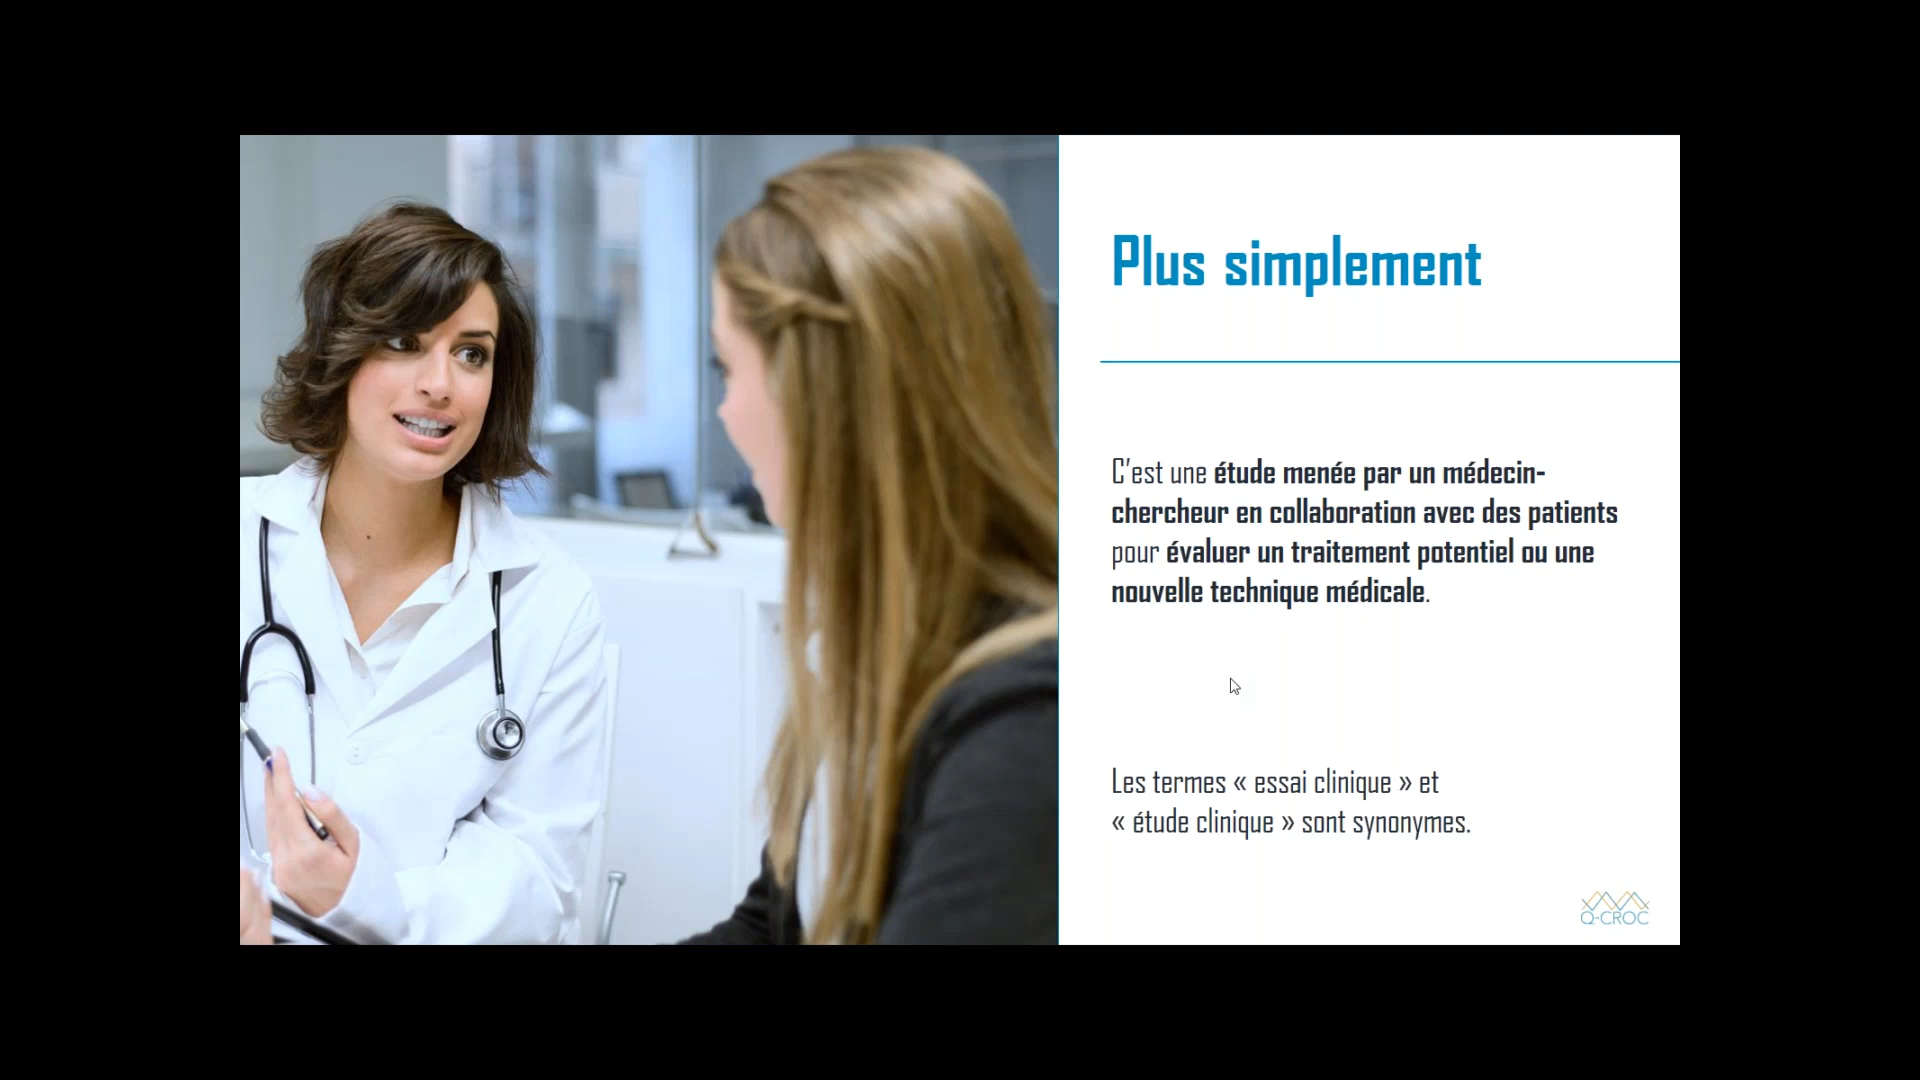 Plus simplement
C’est une étude menée par un médecin-
chercheur en collaboration avec des patients
pour évaluer un traitement potentiel ou une
nouvelle technique médicale.
Les termes « essai clinique » et
« étude clinique » sont synonymes.
Q-CROC